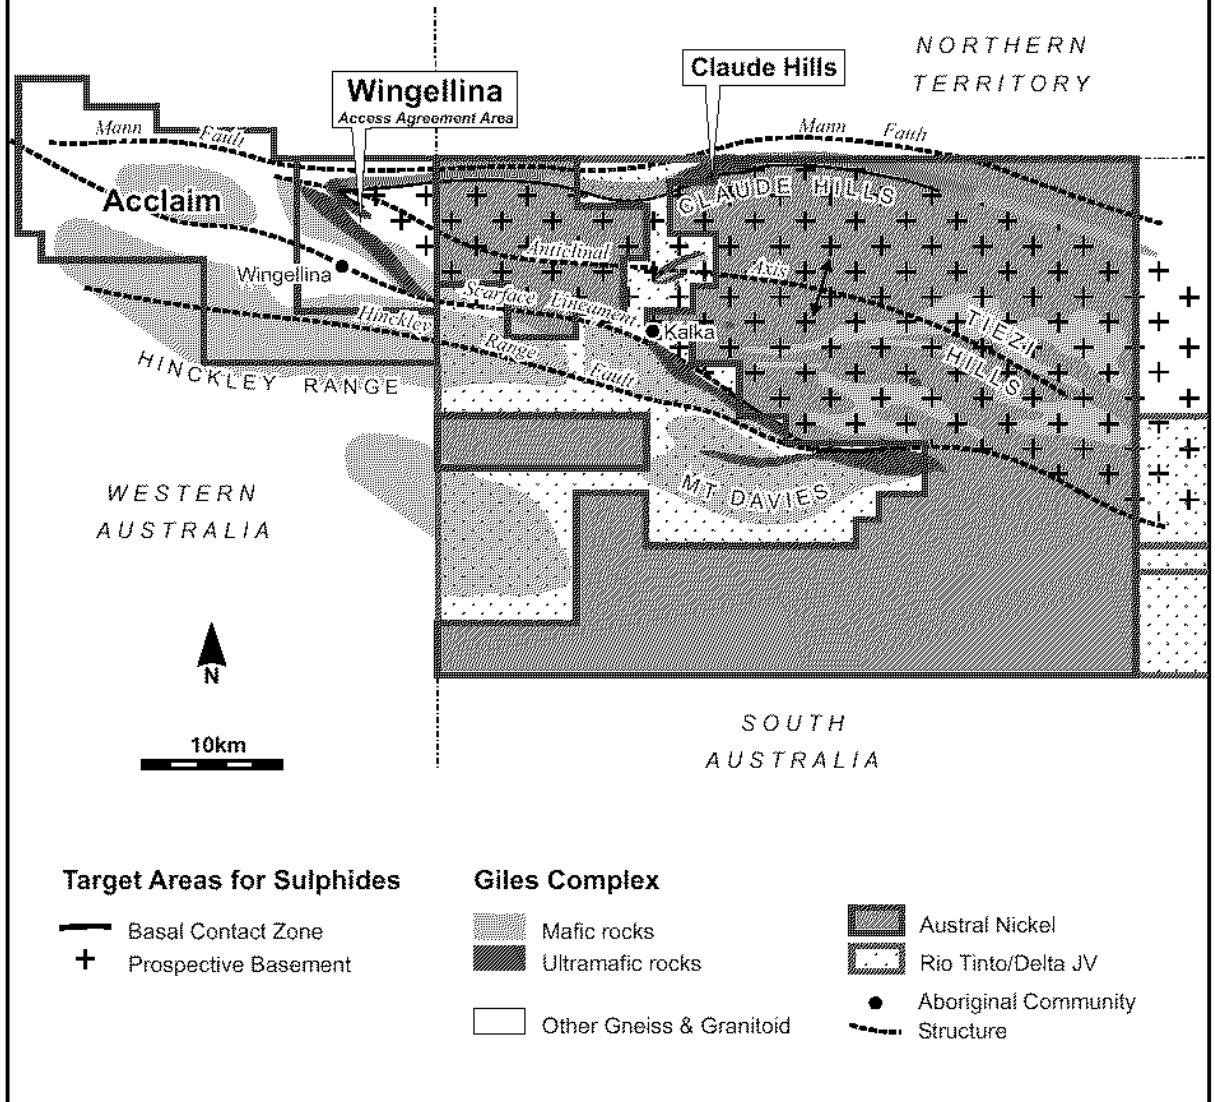 NORTHERN
TERRITORY
Claude Hills
Wingellina
Access Agreement Area
Mann Fault
Mann Fault
Acclaim
CLAUDE HILLS
Wingellina
Anticlinal Axis
Scarface Lineament
Hinckley Range Fault
Kalka
TIEZI
HILLS
HINCKLEY RANGE
MT DAVIES
WESTERN
AUSTRALIA
N
10km
SOUTH
AUSTRALIA
Target Areas for Sulphides
Basal Contact Zone
Prospective Basement
Giles Complex
Mafic rocks
Ultramafic rocks
Other Gneiss & Granitoid
Austral Nickel
Rio Tinto/Delta JV
Aboriginal Community
Structure